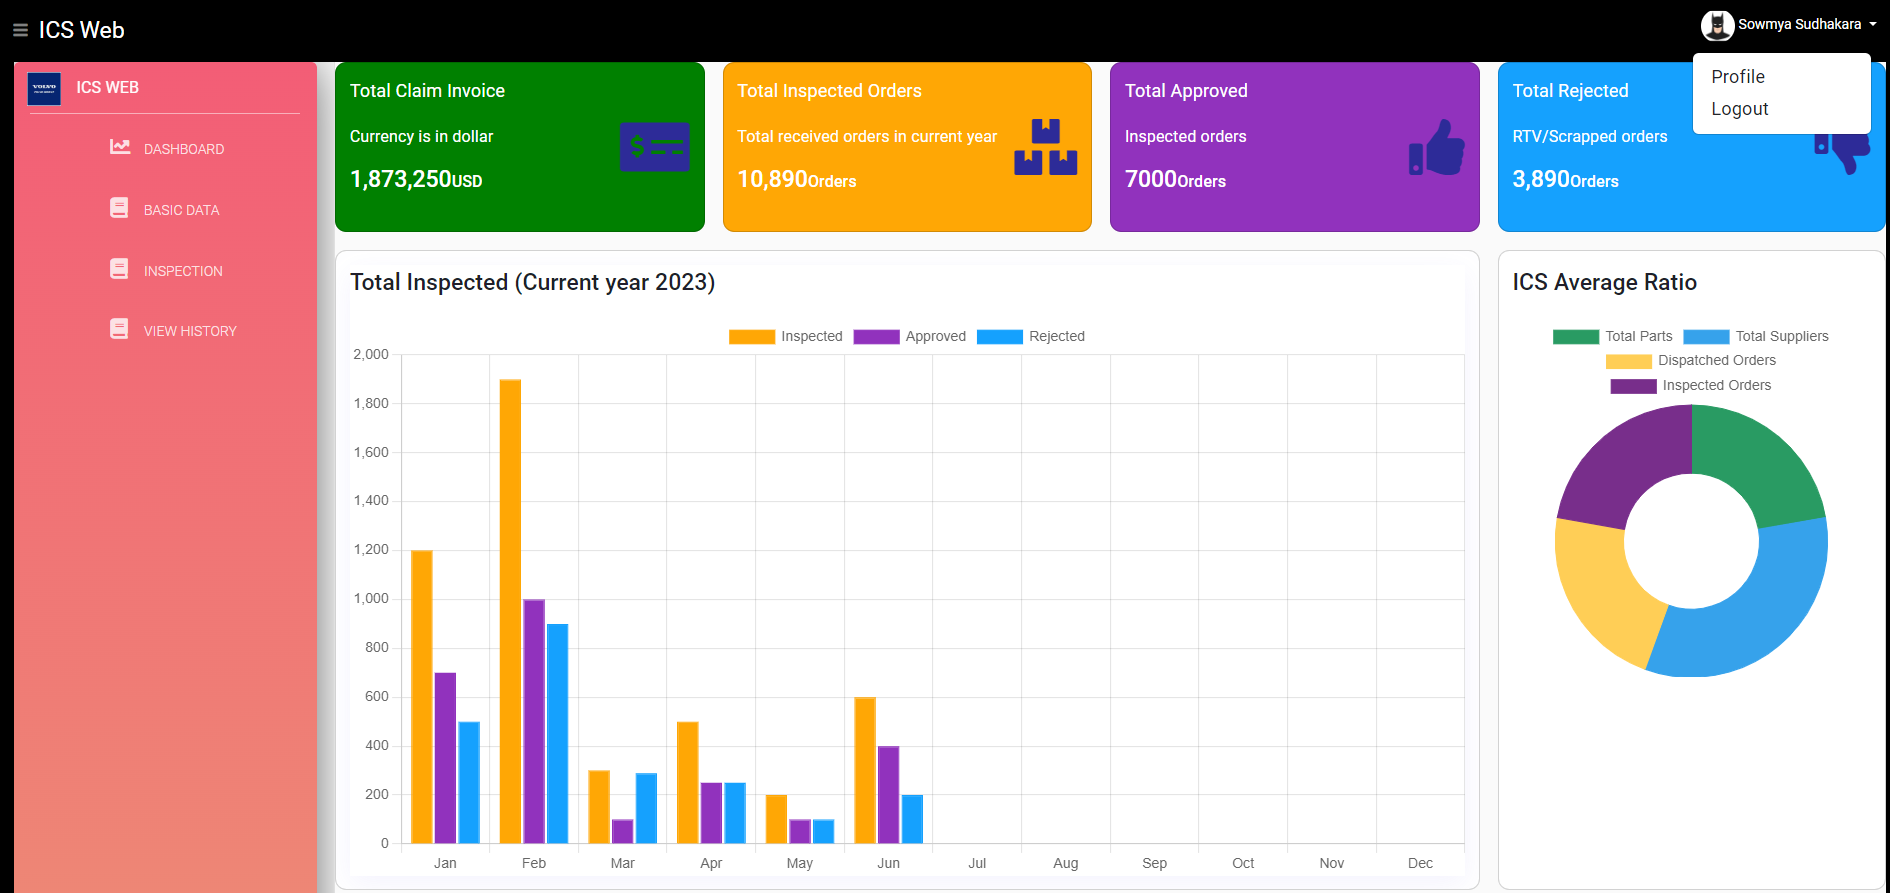 ICS Web
Sowmya Sudhakara
Profile
Logout
VOLVO
ICS WEB
DASHBOARD
BASIC DATA
INSPECTION
VIEW HISTORY
Total Claim Invoice
Currency is in dollar
1,873,250USD
Total Inspected Orders
Total received orders in current year
10,890Orders
Total Approved
Inspected orders
7000Orders
Total Rejected
RTV/Scrapped orders
3,890Orders
Total Inspected (Current year 2023)
Inspected Approved Rejected
2,000
1,800
1,600
1,400
1,200
1,000
800
600
400
200
0
Jan Feb Mar Apr May Jun Jul Aug Sep Oct Nov Dec
ICS Average Ratio
Total Parts Total Suppliers
Dispatched Orders
Inspected Orders